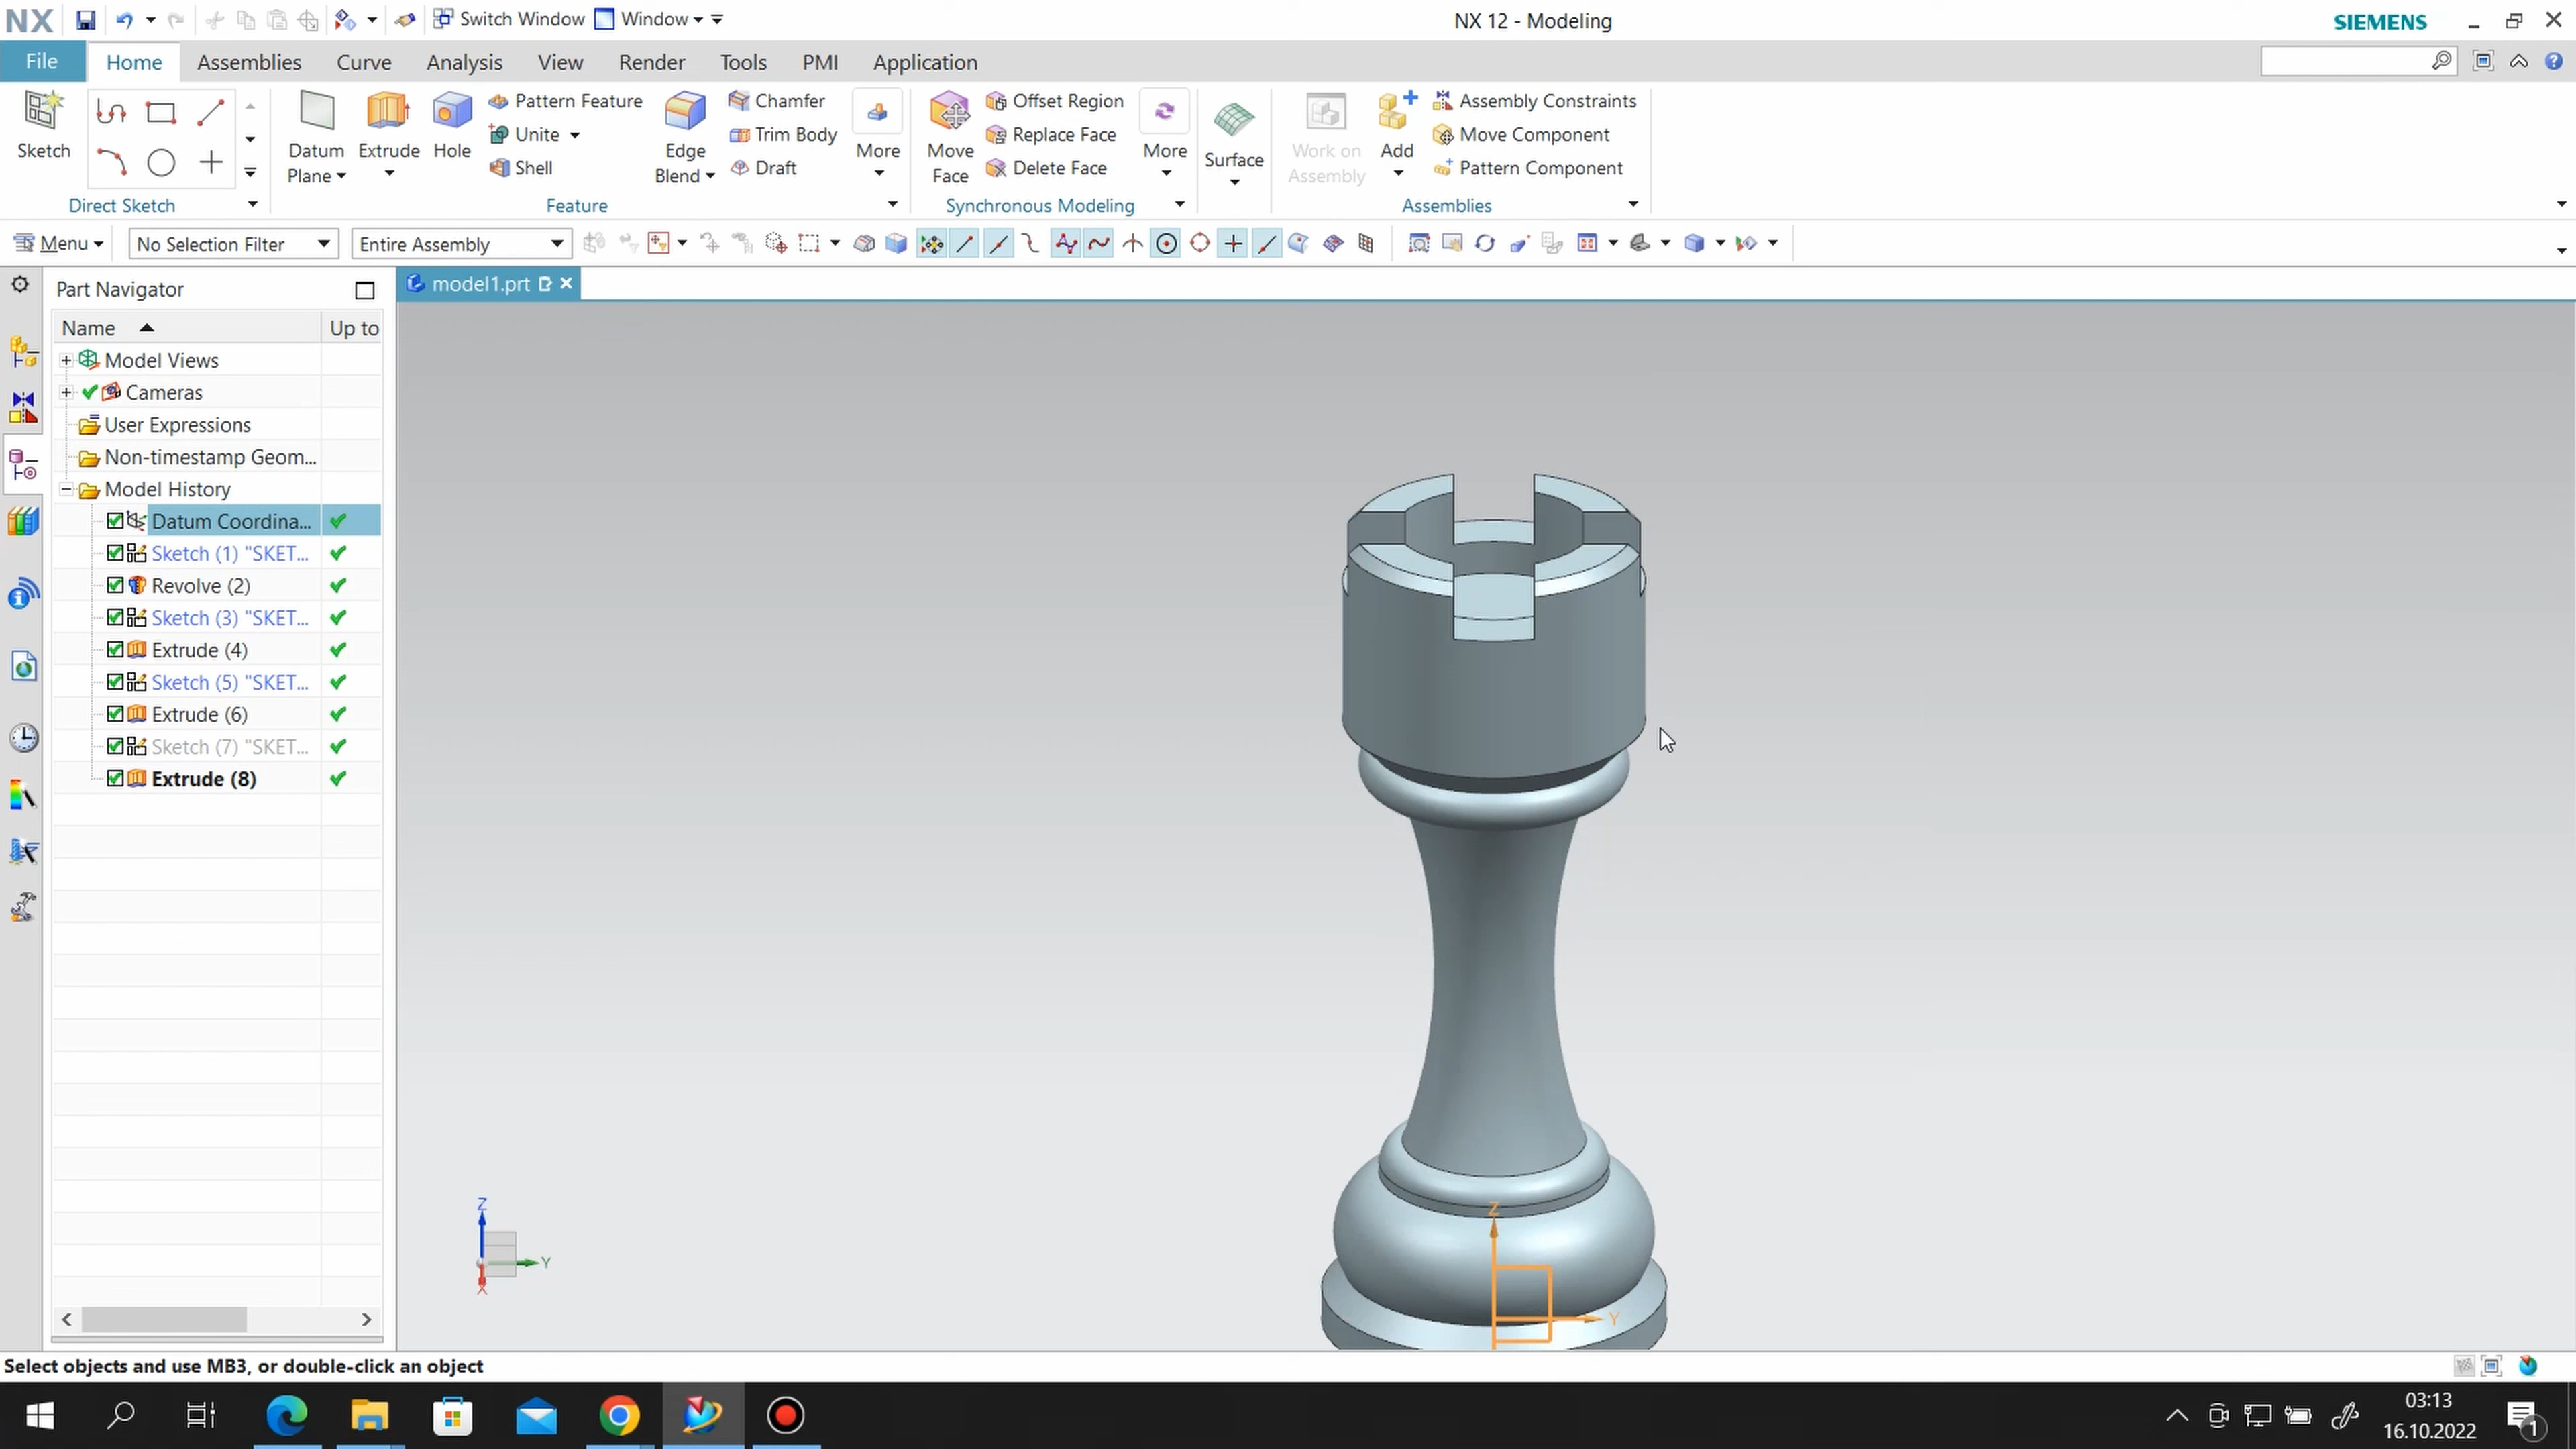 NX Switch Window Window NX 12 - Modeling SIEMENS
File Home Assemblies Curve Analysis View Render Tools PMI Application
Sketch
Direct Sketch
Datum Plane
Extrude
Hole
Pattern Feature
Unite
Shell
Edge Blend
Chamfer
Trim Body
Draft
More
Feature
Move Face
Offset Region
Replace Face
Delete Face
More
Synchronous Modeling
Surface
Work on Assembly
Add
Assembly Constraints
Move Component
Pattern Component
Assemblies
Menu No Selection Filter Entire Assembly
Part Navigator
model1.prt
Name Up to
Model Views
Cameras
User Expressions
Non-timestamp Geom...
Model History
Datum Coordina...
Sketch (1) "SKET...
Revolve (2)
Sketch (3) "SKET...
Extrude (4)
Sketch (5) "SKET...
Extrude (6)
Sketch (7) "SKET...
Extrude (8)
Z
Y
X
Z
Y
Select objects and use MB3, or double-click an object
03:13
16.10.2022
1